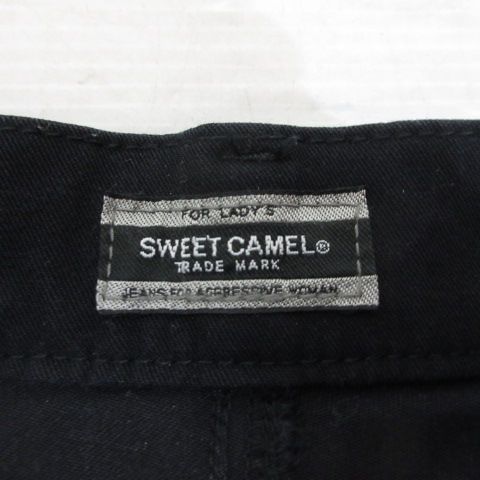 FOR LADY'S
SWEET CAMEL®
TRADE MARK
JEANS FOR AGGRESSIVE WOMAN